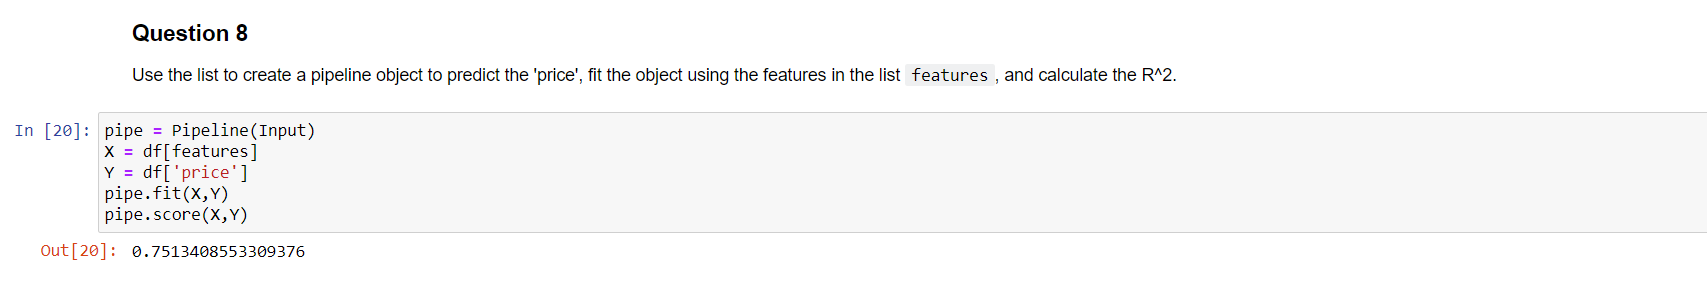 Question 8
Use the list to create a pipeline object to predict the 'price', fit the object using the features in the list features , and calculate the R^2.
In [20]: pipe = Pipeline(Input)
X = df[features]
Y = df['price']
pipe.fit(X,Y)
pipe.score(X,Y)
Out[20]: 0.7513408553309376